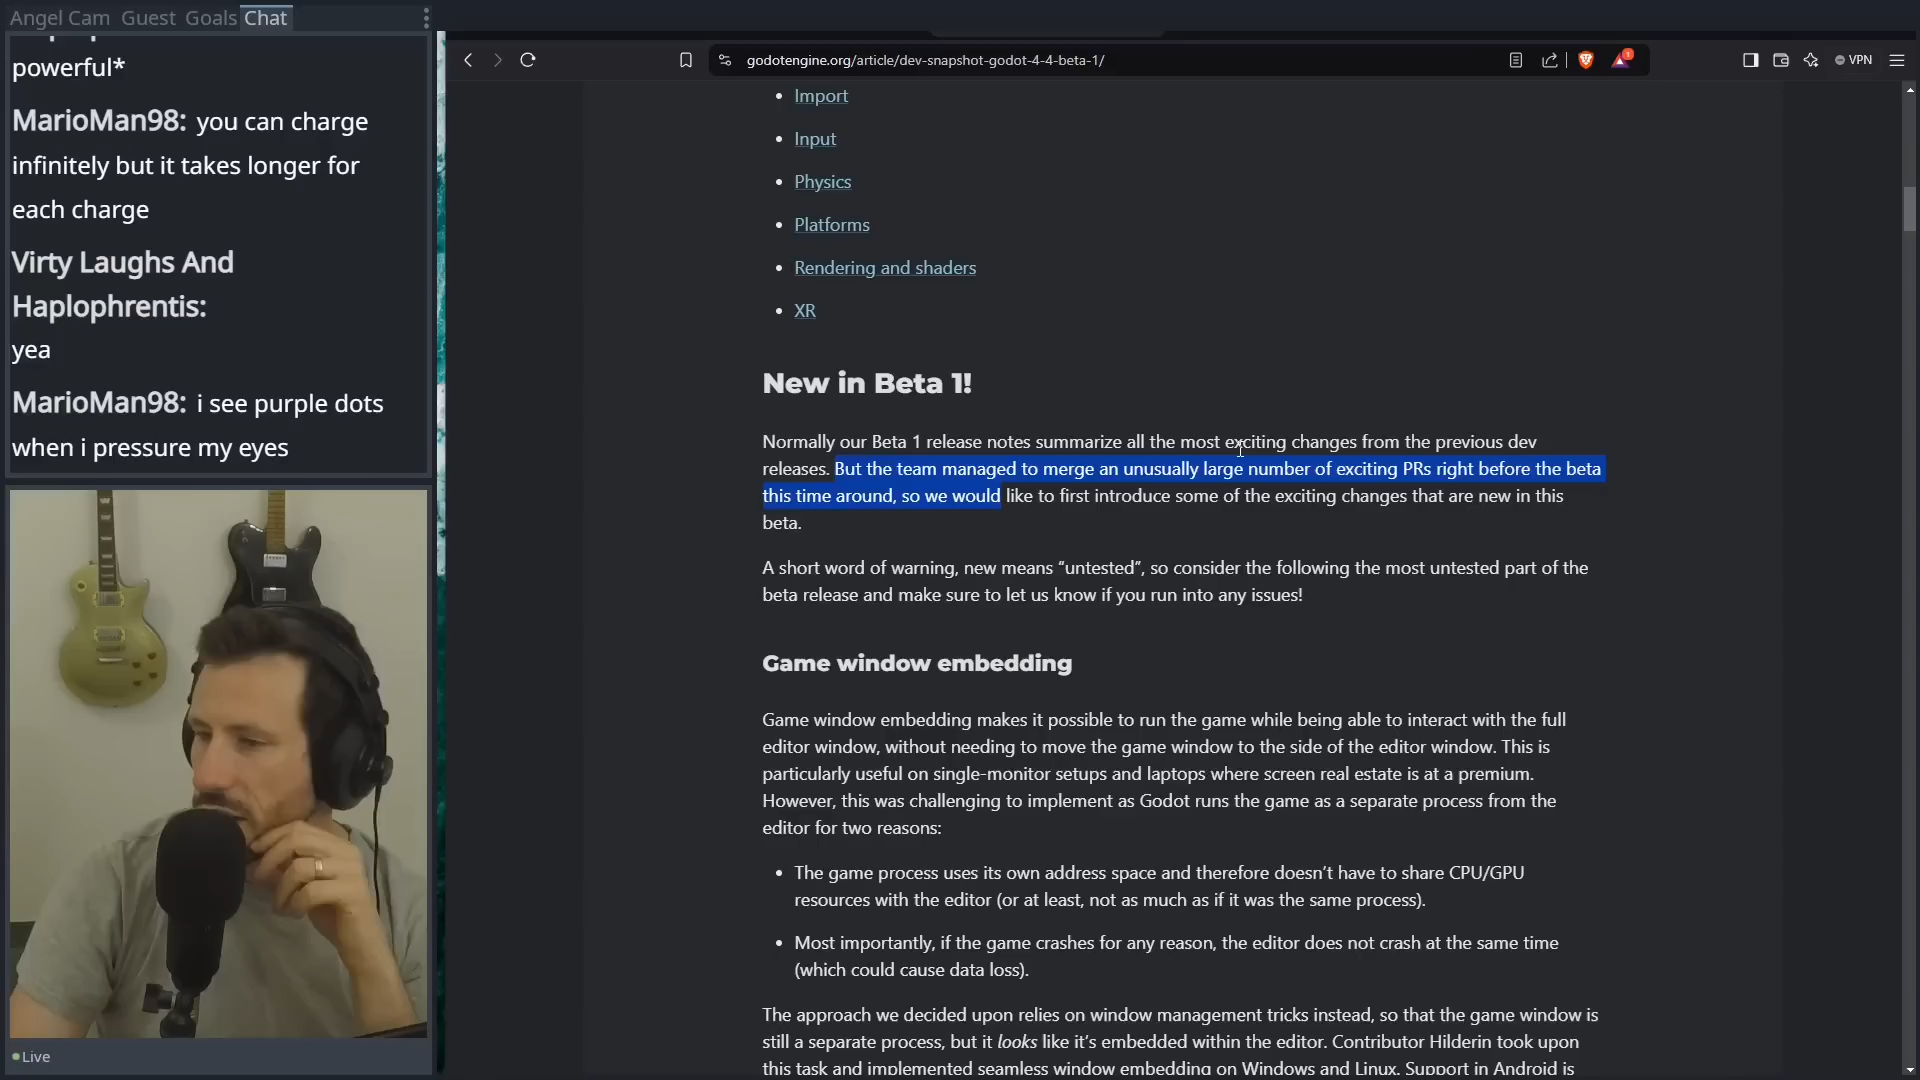 Angel Cam Guest Goals Chat
powerful*
MarioMan98: you can charge
infinitely but it takes longer for
each charge
Virty Laughs And
Haplophrentis:
yea
MarioMan98: i see purple dots
when i pressure my eyes
Live
godotengine.org/article/dev-snapshot-godot-4-4-beta-1/
1
VPN
Import
Input
Physics
Platforms
Rendering and shaders
XR
New in Beta 1!
Normally our Beta 1 release notes summarize all the most exciting changes from the previous dev
releases. But the team managed to merge an unusually large number of exciting PRs right before the beta
this time around, so we would like to first introduce some of the exciting changes that are new in this
beta.
A short word of warning, new means “untested”, so consider the following the most untested part of the
beta release and make sure to let us know if you run into any issues!
Game window embedding
Game window embedding makes it possible to run the game while being able to interact with the full
editor window, without needing to move the game window to the side of the editor window. This is
particularly useful on single-monitor setups and laptops where screen real estate is at a premium.
However, this was challenging to implement as Godot runs the game as a separate process from the
editor for two reasons:
The game process uses its own address space and therefore doesn’t have to share CPU/GPU
resources with the editor (or at least, not as much as if it was the same process).
Most importantly, if the game crashes for any reason, the editor does not crash at the same time
(which could cause data loss).
The approach we decided upon relies on window management tricks instead, so that the game window is
still a separate process, but it looks like it’s embedded within the editor. Contributor Hilderin took upon
this task and implemented seamless window embedding on Windows and Linux. Support in Android is